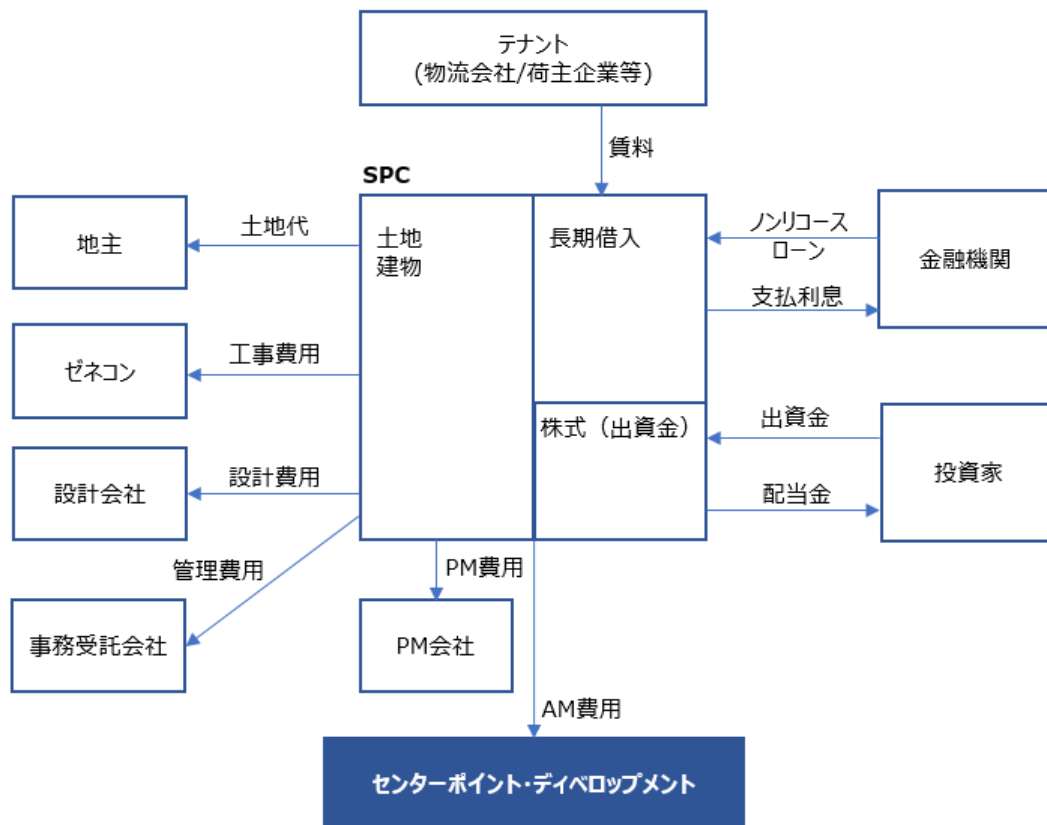 テナント
(物流会社/荷主企業等)
賃料
SPC
地主
土地代
土地
建物
長期借入
ノンリコース
ローン
金融機関
支払利息
ゼネコン
工事費用
株式（出資金）
出資金
投資家
設計会社
設計費用
配当金
管理費用
PM費用
事務受託会社
PM会社
AM費用
センターポイント・ディベロップメント